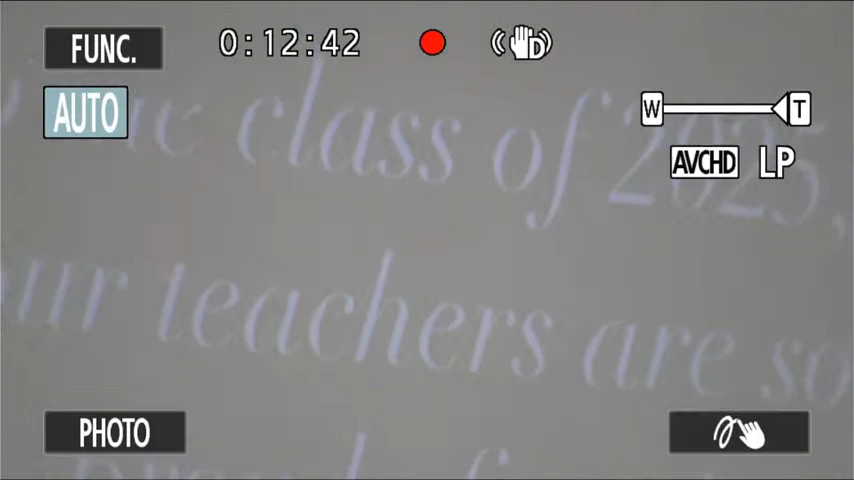 FUNC. 0:12:42
AUTO
W T
AVCHD LP
class of 2025,
teachers are so
PHOTO